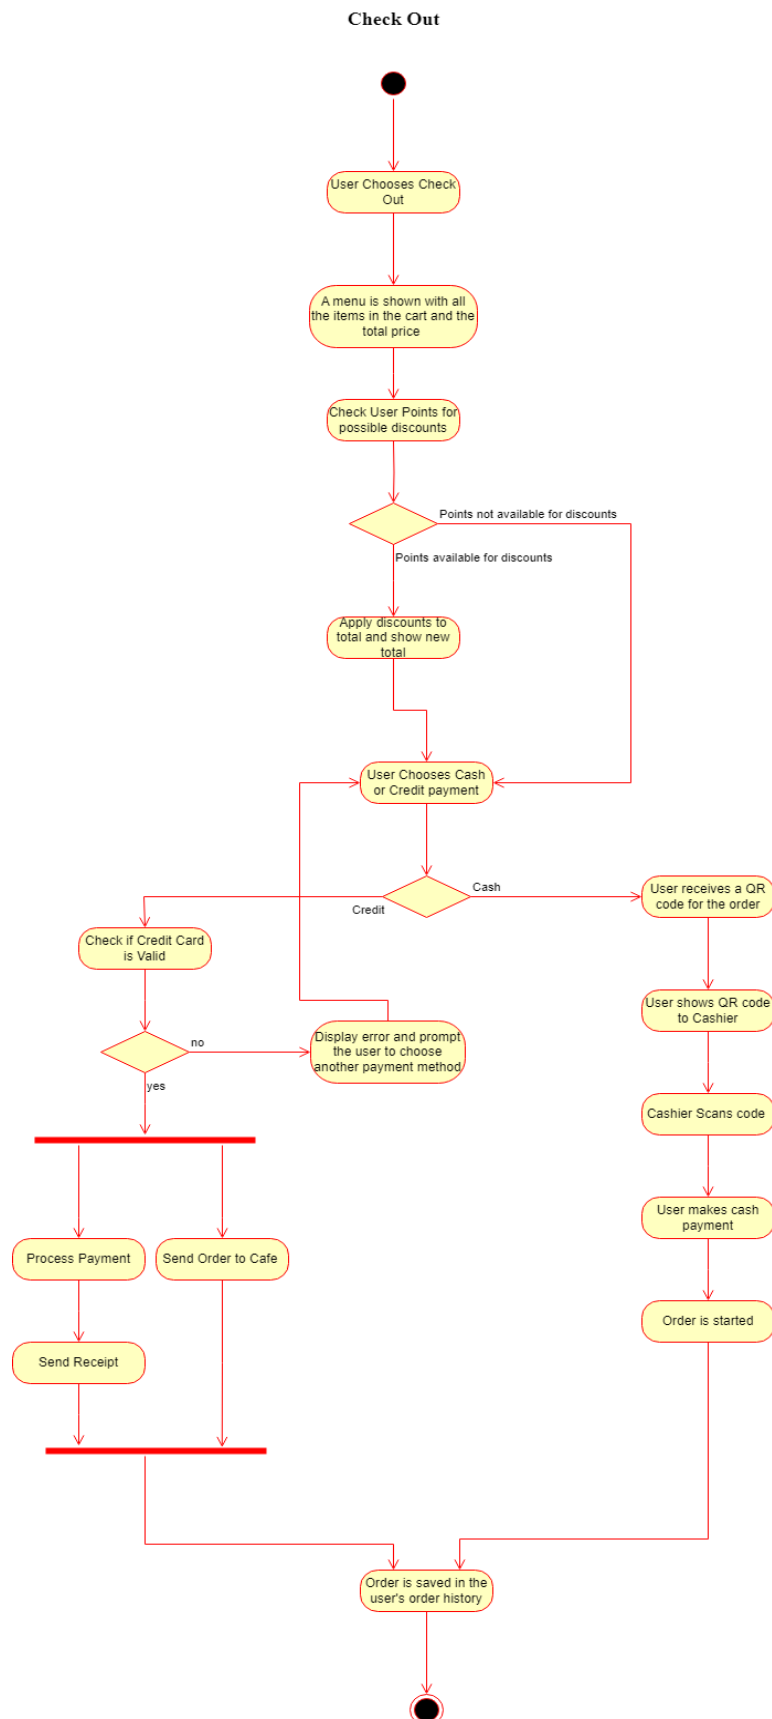 Check Out
User Chooses Check
Out
A menu is shown with all
the items in the cart and the
total price
Check User Points for
possible discounts
Points not available for discounts
Points available for discounts
Apply discounts to
total and show new
total
User Chooses Cash
or Credit payment
Cash
Credit
User receives a QR
code for the order
Check if Credit Card
is Valid
User shows QR code
to Cashier
no
Display error and prompt
the user to choose
another payment method
yes
Cashier Scans code
User makes cash
payment
Process Payment
Send Order to Cafe
Order is started
Send Receipt
Order is saved in the
user's order history